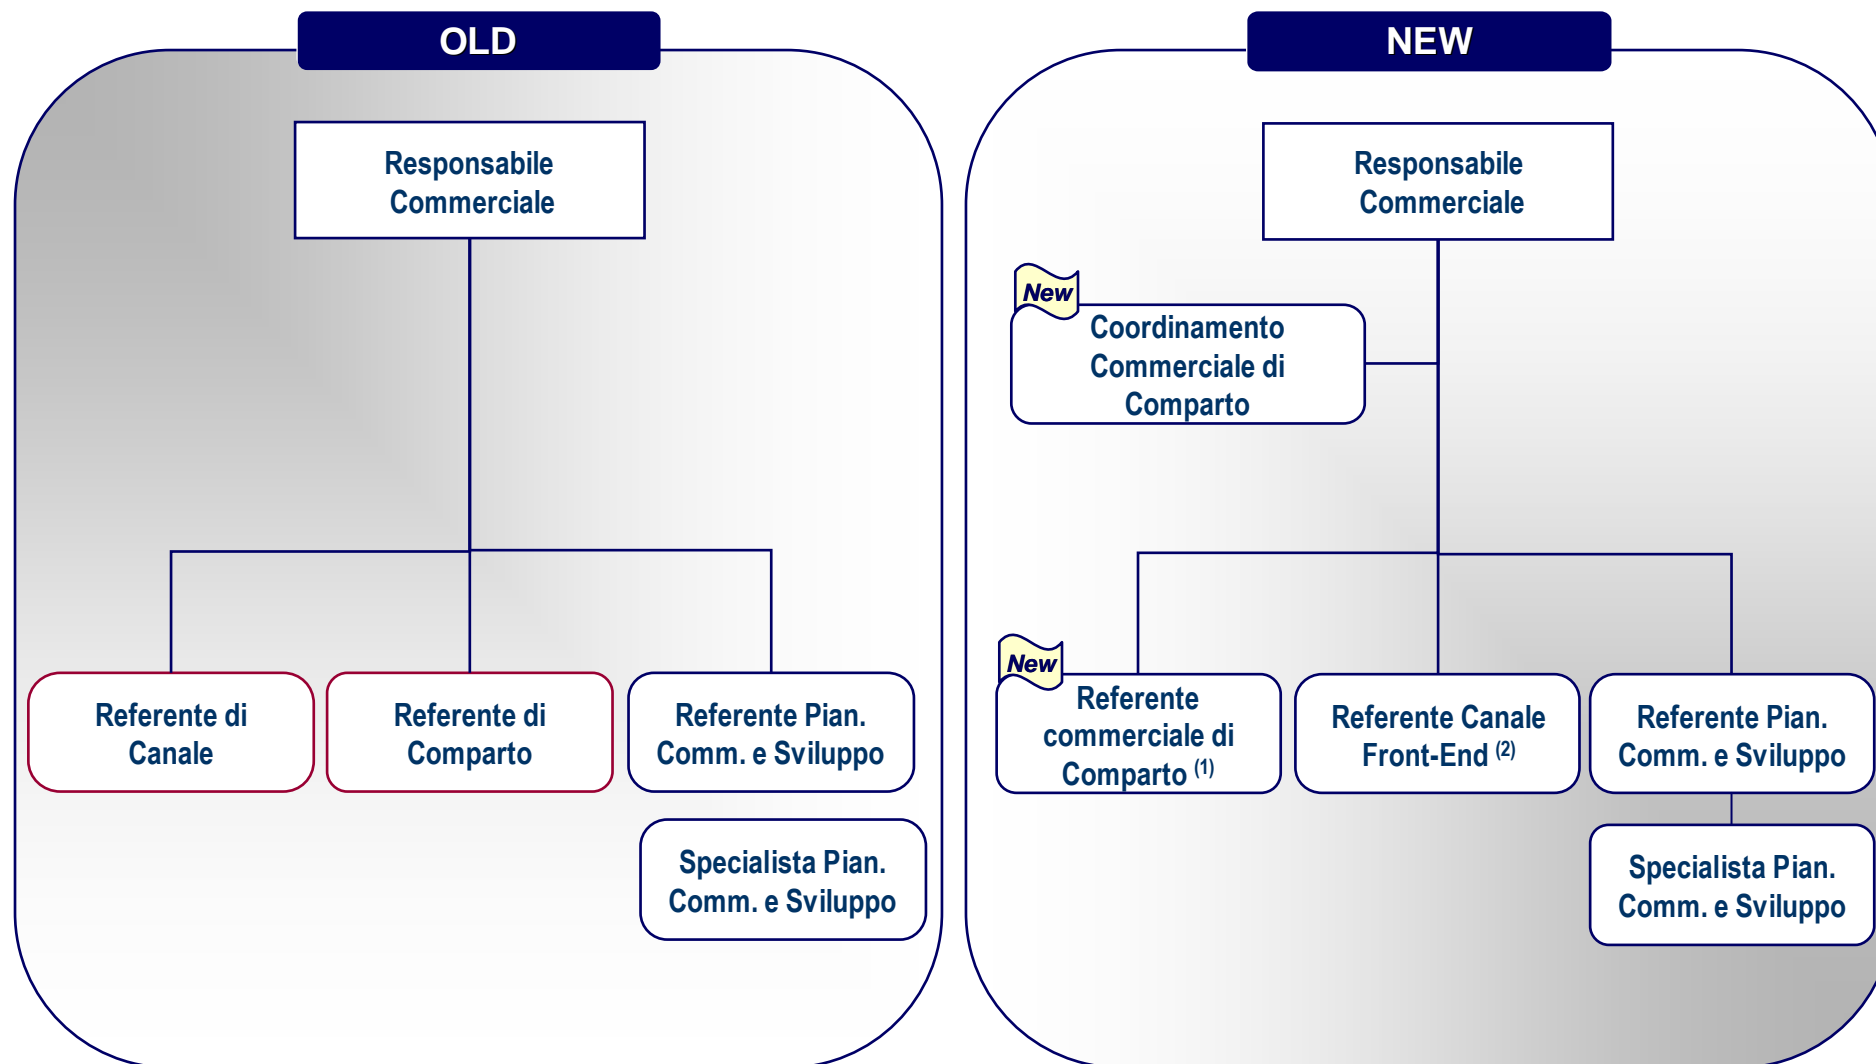 OLD
Responsabile
Commerciale
Referente di
Canale
Referente di
Comparto
Referente Pian.
Comm. e Sviluppo
Specialista Pian.
Comm. e Sviluppo
NEW
Responsabile
Commerciale
New
Coordinamento
Commerciale di
Comparto
New
Referente
commerciale di
Comparto (1)
Referente Canale
Front-End (2)
Referente Pian.
Comm. e Sviluppo
Specialista Pian.
Comm. e Sviluppo